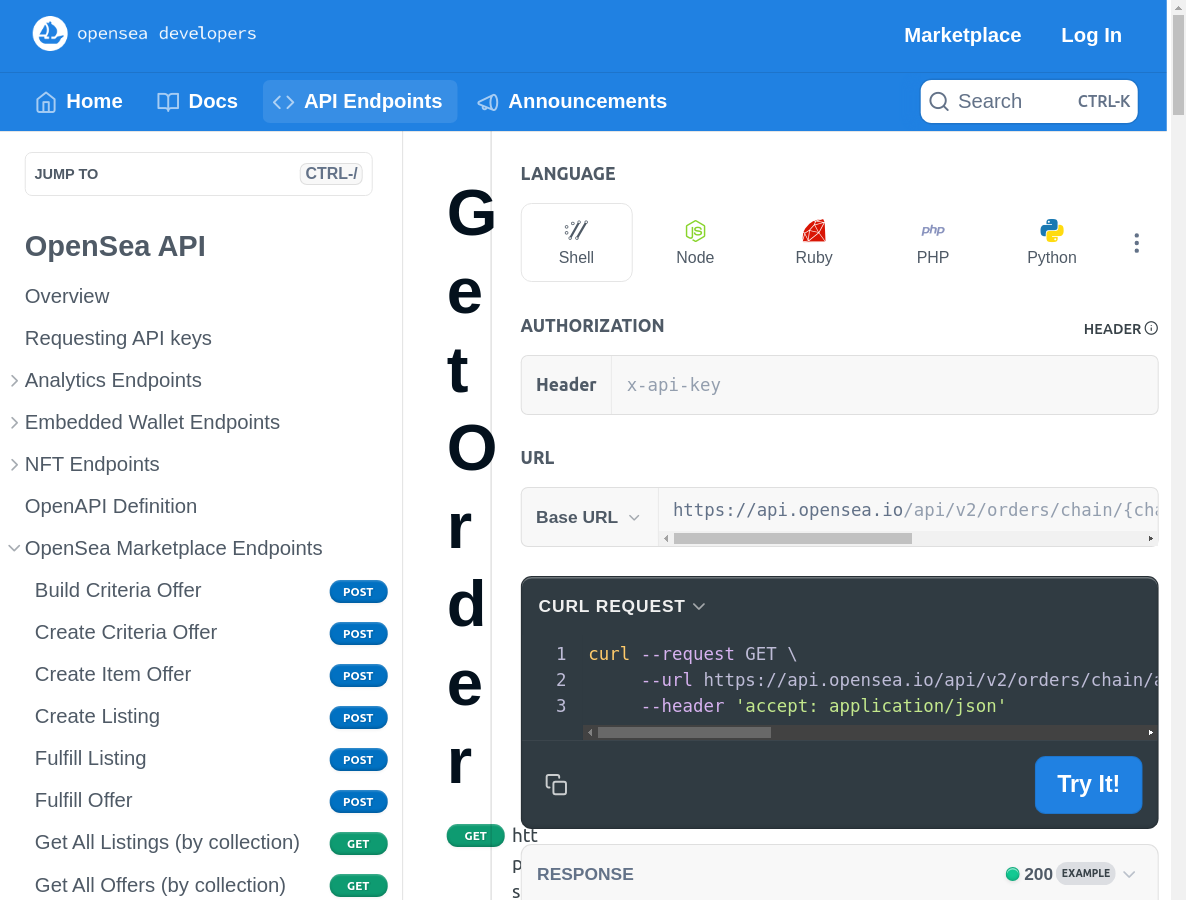 opensea developers
Marketplace
Log In
Home
Docs
API Endpoints
Announcements
Search
CTRL-K
JUMP TO
CTRL-/
OpenSea API
Overview
Requesting API keys
Analytics Endpoints
Embedded Wallet Endpoints
NFT Endpoints
OpenAPI Definition
OpenSea Marketplace Endpoints
Build Criteria Offer POST
Create Criteria Offer POST
Create Item Offer POST
Create Listing POST
Fulfill Listing POST
Fulfill Offer POST
Get All Listings (by collection) GET
Get All Offers (by collection) GET
G
e
t
O
r
d
e
r
GET htt
p
s
LANGUAGE
Shell
Node
Ruby
php
PHP
Python
AUTHORIZATION
HEADER
Header
x-api-key
URL
Base URL
https://api.opensea.io/api/v2/orders/chain/{cha
CURL REQUEST
1 curl --request GET \
2 --url https://api.opensea.io/api/v2/orders/chain/a
3 --header 'accept: application/json'
Try It!
RESPONSE
200 EXAMPLE